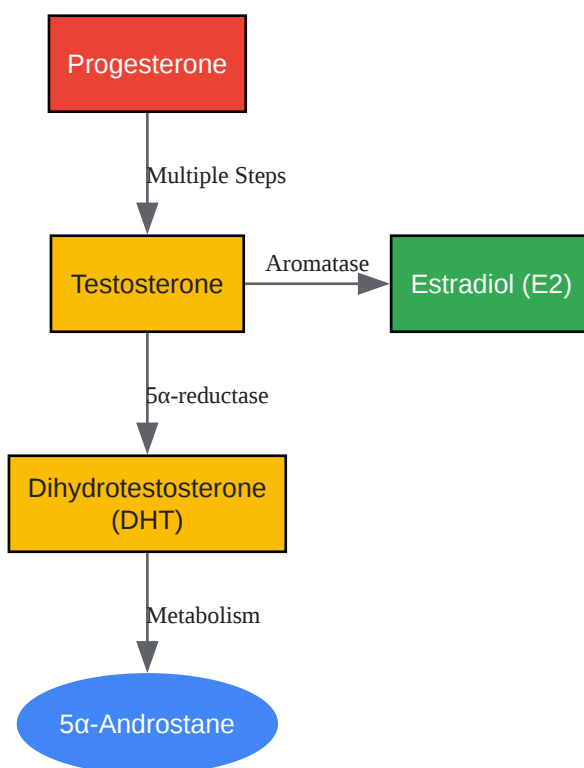 Progesterone
Multiple Steps
Testosterone
Aromatase
Estradiol (E2)
5α-reductase
Dihydrotestosterone
(DHT)
Metabolism
5α-Androstane